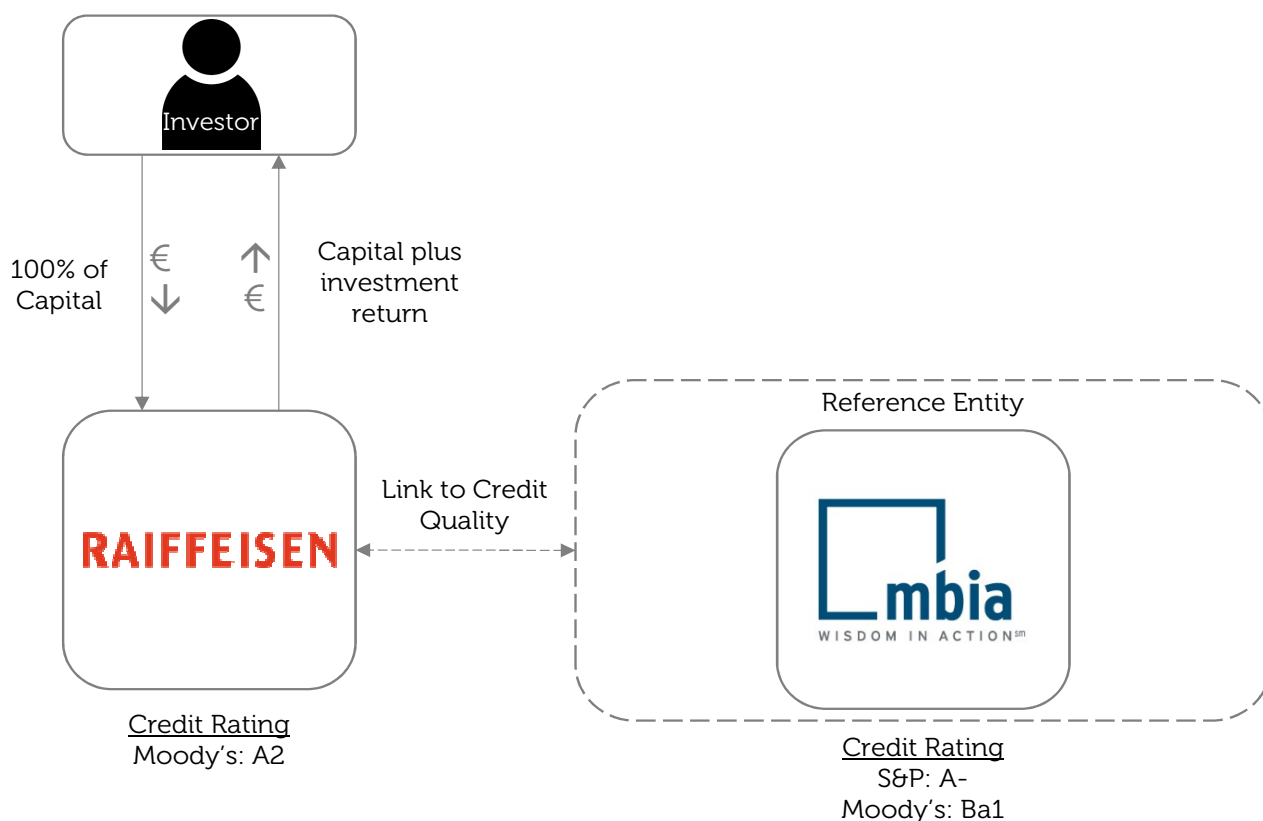 Investor
100% of
Capital
€
€
Capital plus
investment
return
Reference Entity
Link to Credit
Quality
RAIFFEISEN
mbia
WISDOM IN ACTION℠
Credit Rating
Moody's: A2
Credit Rating
S&P: A-
Moody's: Ba1